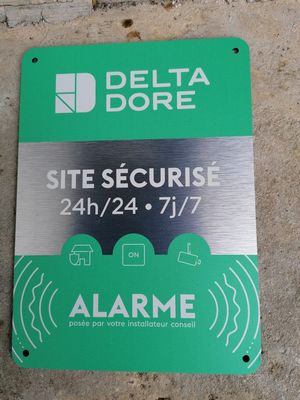 DELTA
DORE
SITE SÉCURISÉ
24h/24 • 7j/7
ON
ALARME
posée par votre installateur conseil